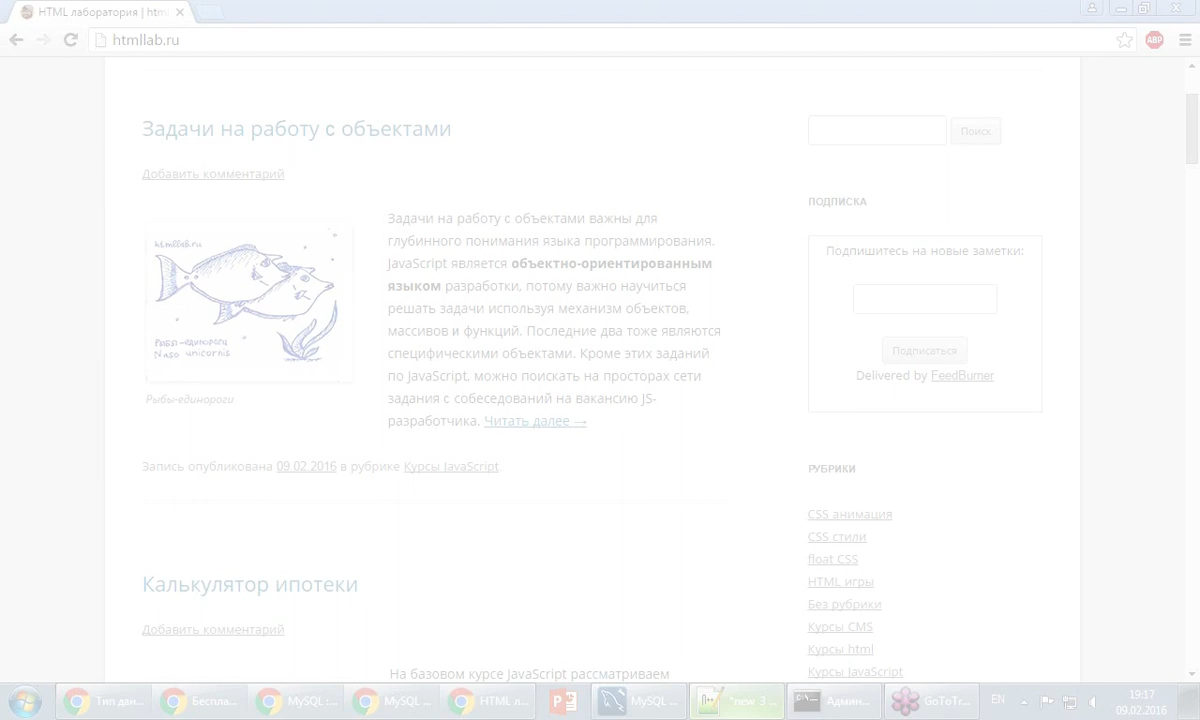 HTML лаборатория | html
htmllab.ru
ABP
Задачи на работу с объектами
Добавить комментарий
htmllab.ru
Рыбы-единороги
Naso unicornis
Рыбы-единороги
Задачи на работу с объектами важны для
глубинного понимания языка программирования.
JavaScript является объектно-ориентированным
языком разработки, потому важно научиться
решать задачи используя механизм объектов,
массивов и функций. Последние два тоже являются
специфическими объектами. Кроме этих заданий
по JavaScript, можно поискать на просторах сети
задания с собеседований на вакансию JS-
разработчика. Читать далее →
Запись опубликована 09.02.2016 в рубрике Курсы JavaScript
Калькулятор ипотеки
Добавить комментарий
На базовом курсе JavaScript рассматриваем
Поиск
ПОДПИСКА
Подпишитесь на новые заметки:
Подписаться
Delivered by FeedBurner
РУБРИКИ
CSS анимация
CSS стили
float CSS
HTML игры
Без рубрики
Курсы CMS
Курсы html
Курсы JavaScript
Тип дан...
Беспла...
MySQL :...
MySQL ...
HTML л...
MySQL ...
*new 3 ...
Админ...
GoToTr...
EN
19:17
09.02.2016